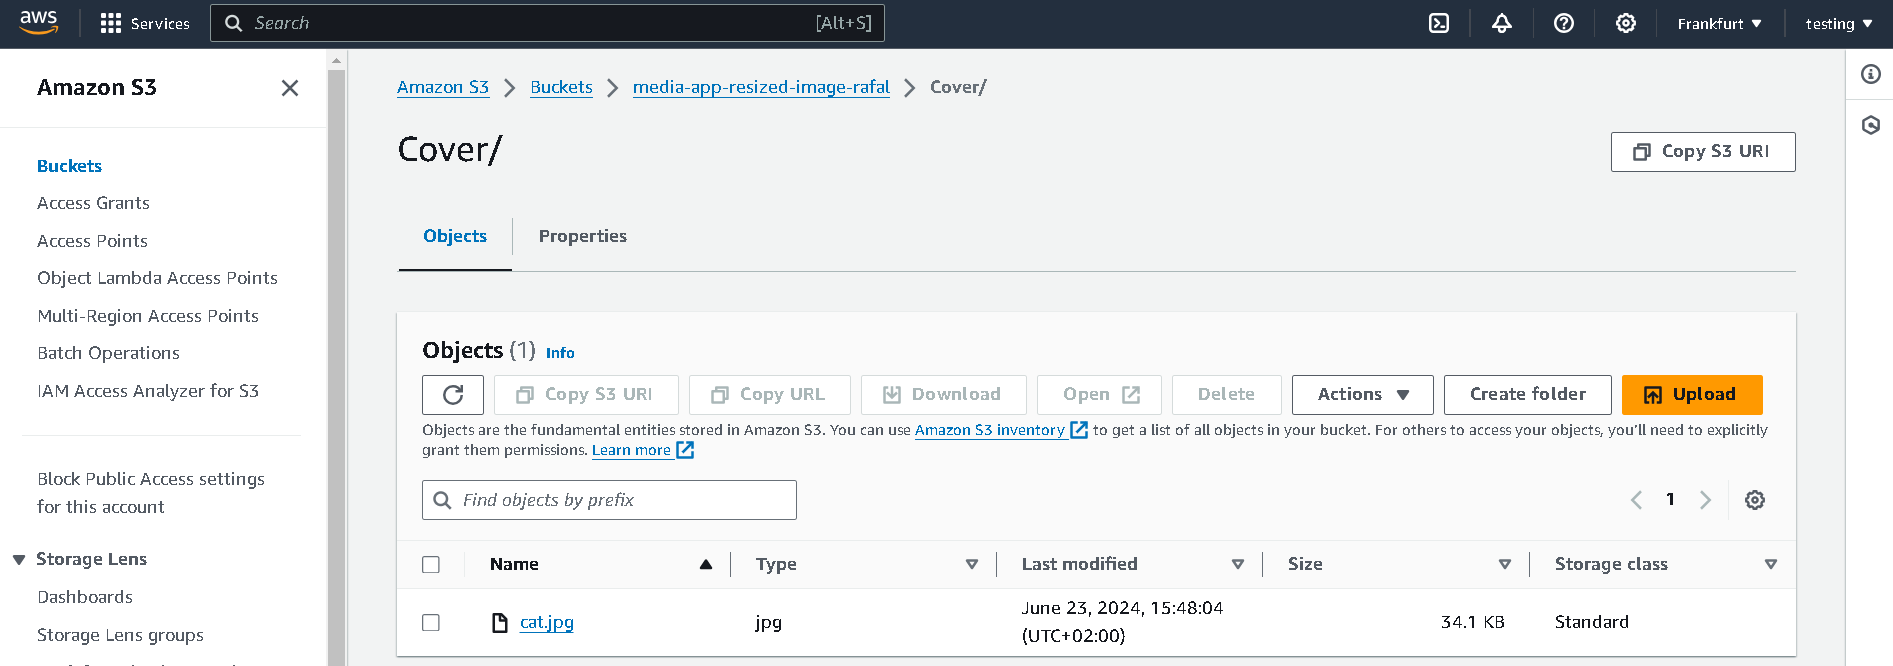 aws
Services
Search
[Alt+S]
Frankfurt
testing
Amazon S3
Buckets
Access Grants
Access Points
Object Lambda Access Points
Multi-Region Access Points
Batch Operations
IAM Access Analyzer for S3
Block Public Access settings
for this account
Storage Lens
Dashboards
Storage Lens groups
Amazon S3
Buckets
media-app-resized-image-rafal
Cover/
Cover/
Copy S3 URI
Objects
Properties
Objects (1) Info
Copy S3 URI
Copy URL
Download
Open
Delete
Actions
Create folder
Upload
Objects are the fundamental entities stored in Amazon S3. You can use Amazon S3 inventory to get a list of all objects in your bucket. For others to access your objects, you'll need to explicitly
grant them permissions. Learn more
Find objects by prefix
1
Name
Type
Last modified
Size
Storage class
cat.jpg
jpg
June 23, 2024, 15:48:04
(UTC+02:00)
34.1 KB
Standard